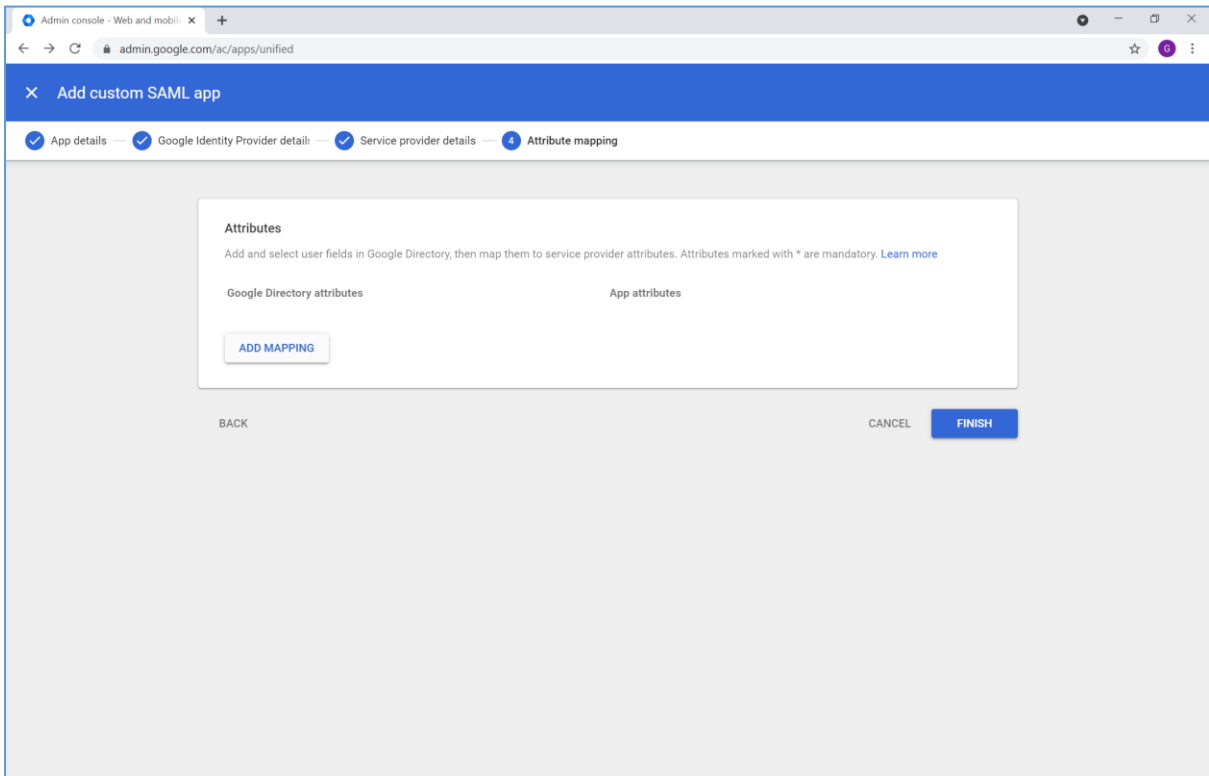 Admin console - Web and mobil
admin.google.com/ac/apps/unified
G
Add custom SAML app
App details
Google Identity Provider detail
Service provider details
4 Attribute mapping
Attributes
Add and select user fields in Google Directory, then map them to service provider attributes. Attributes marked with * are mandatory. Learn more
Google Directory attributes
App attributes
ADD MAPPING
BACK
CANCEL
FINISH